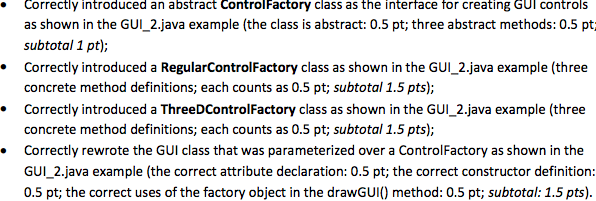 • Correctly introduced an abstract ControlFactory class as the interface for creating GUI controls
as shown in the GUI_2.java example (the class is abstract: 0.5 pt; three abstract methods: 0.5 pt;
subtotal 1 pt);
• Correctly introduced a RegularControlFactory class as shown in the GUI_2.java example (three
concrete method definitions; each counts as 0.5 pt; subtotal 1.5 pts);
• Correctly introduced a ThreeDControlFactory class as shown in the GUI_2.java example (three
concrete method definitions; each counts as 0.5 pt; subtotal 1.5 pts);
• Correctly rewrote the GUI class that was parameterized over a ControlFactory as shown in the
GUI_2.java example (the correct attribute declaration: 0.5 pt; the correct constructor definition:
0.5 pt; the correct uses of the factory object in the drawGUI() method: 0.5 pt; subtotal: 1.5 pts).